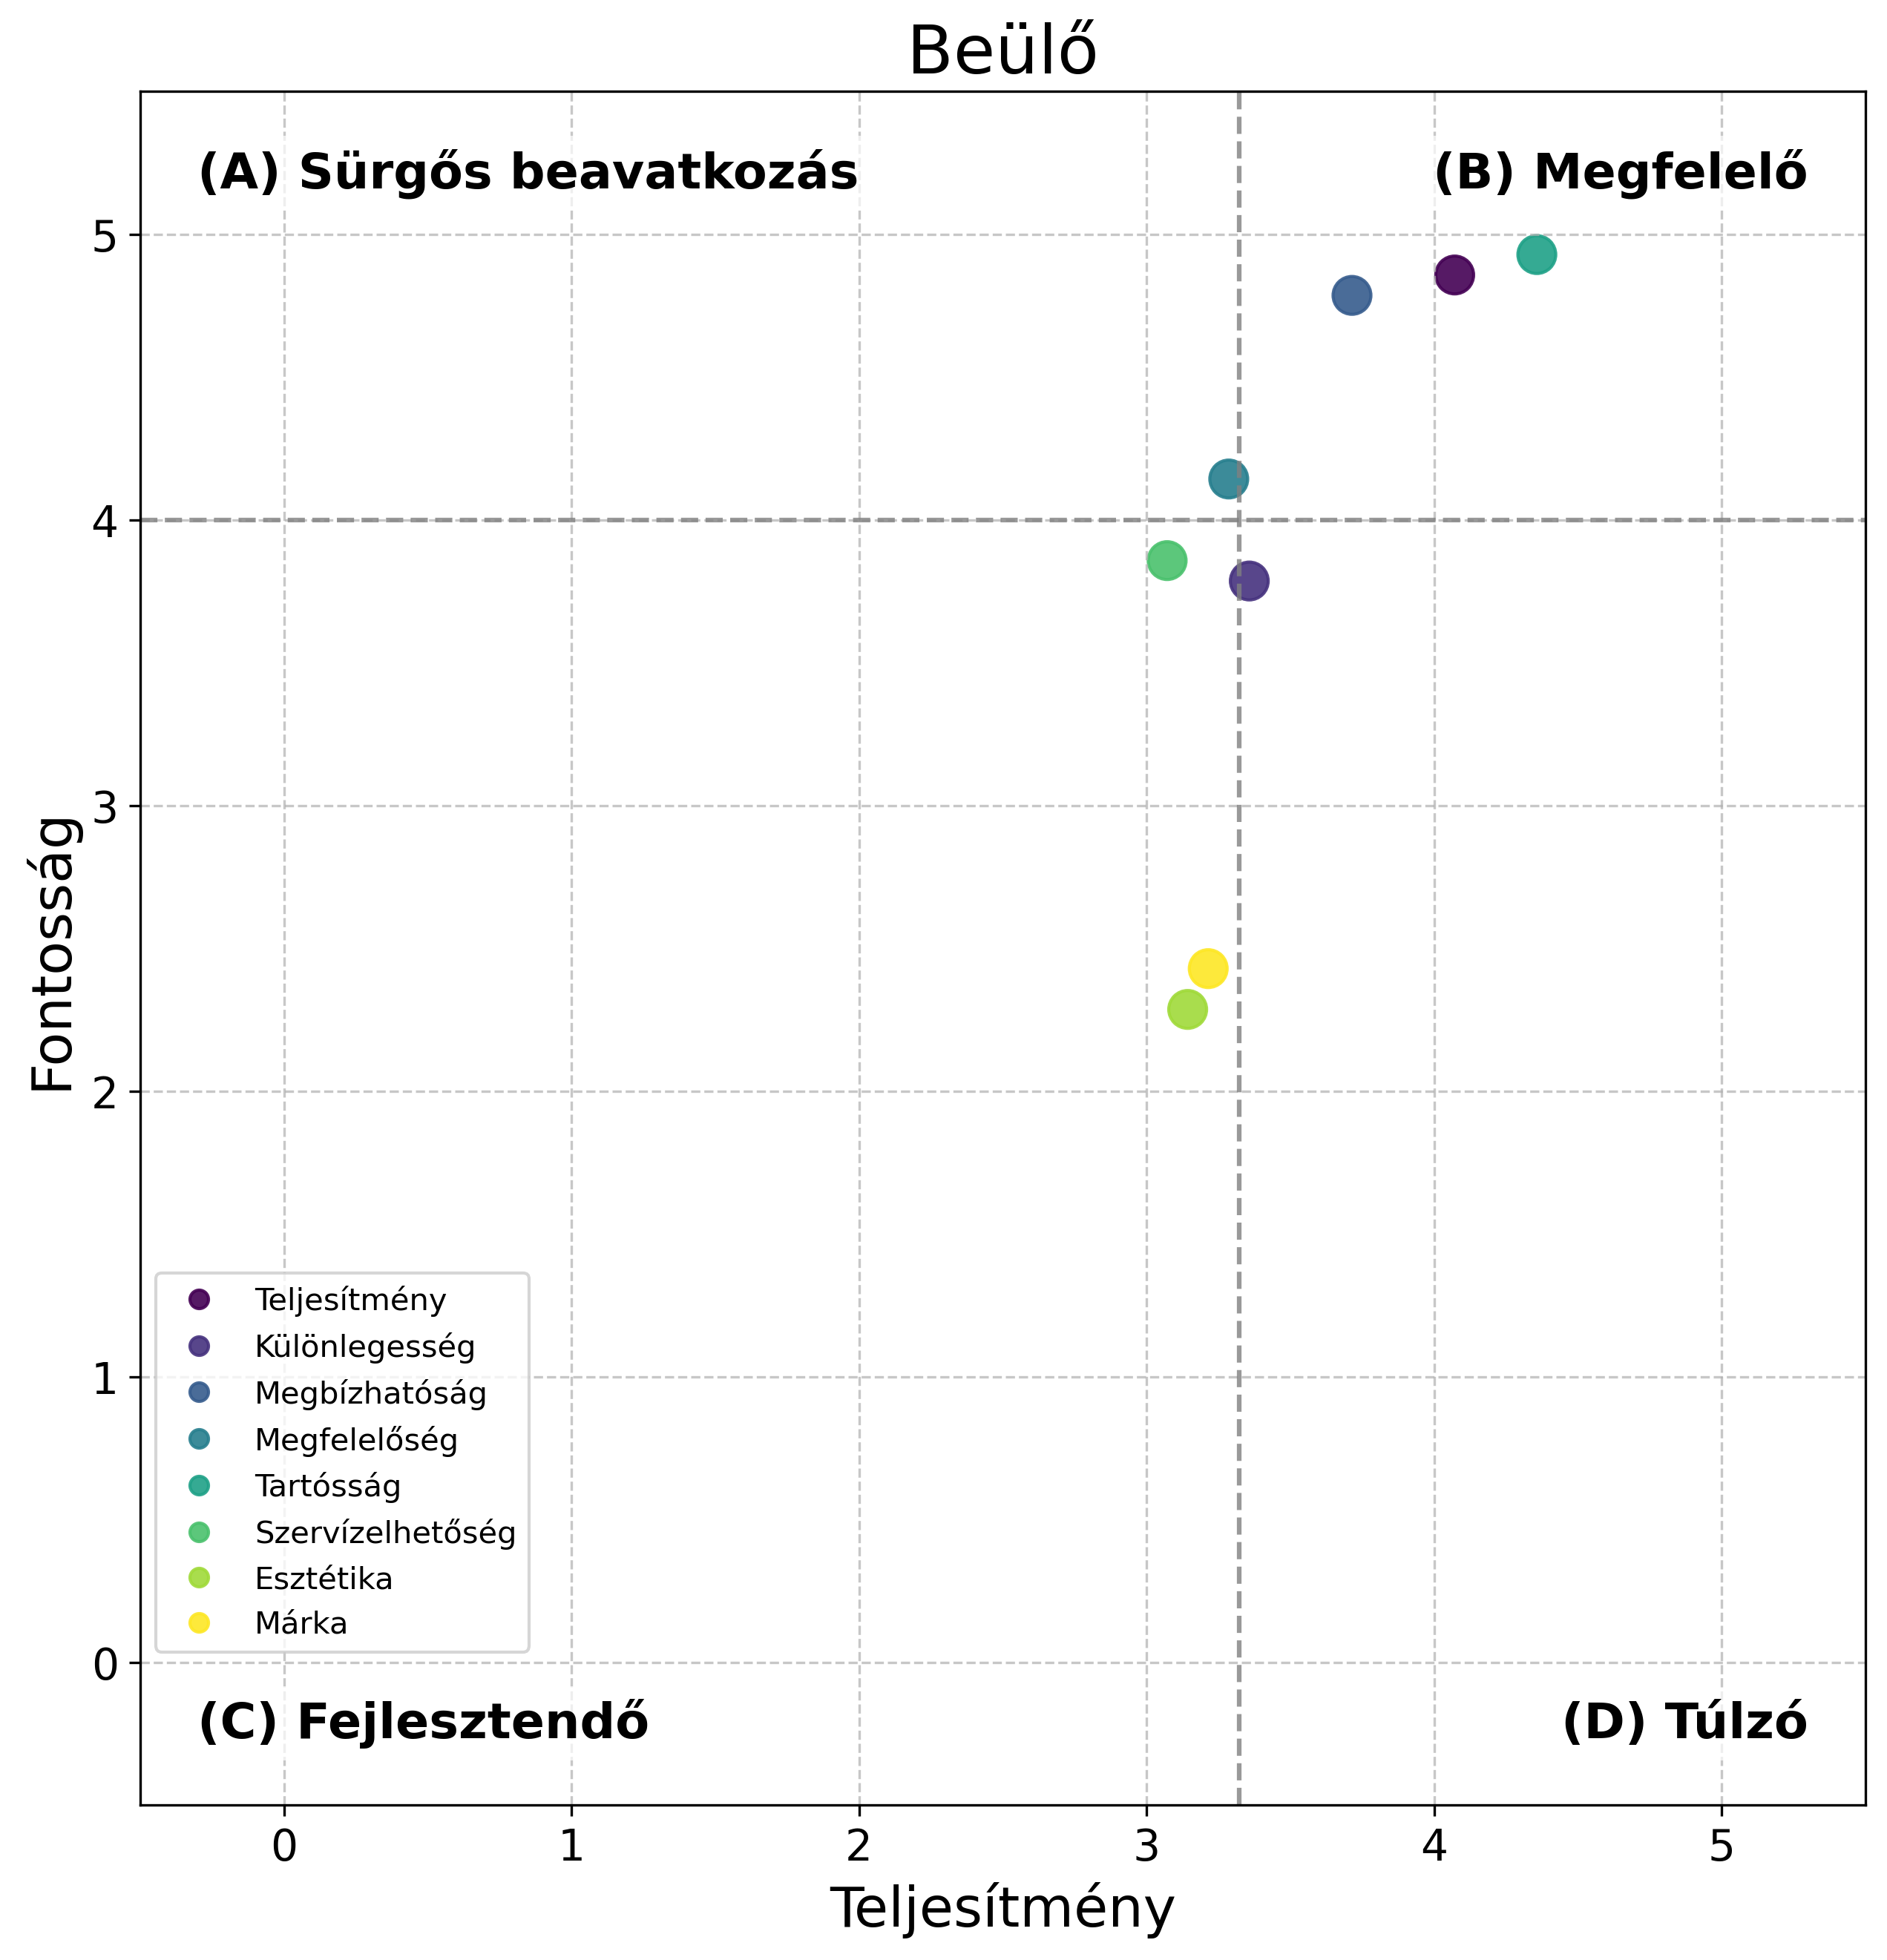 Beülő
(A) Sürgős beavatkozás
(B) Megfelelő
5
4
3
2
1
0
Fontosság
Teljesítmény
Különlegesség
Megbízhatóság
Megfelelőség
Tartósság
Szervízelhetőség
Esztétika
Márka
(C) Fejlesztendő
(D) Túlzó
0 1 2 3 4 5
Teljesítmény